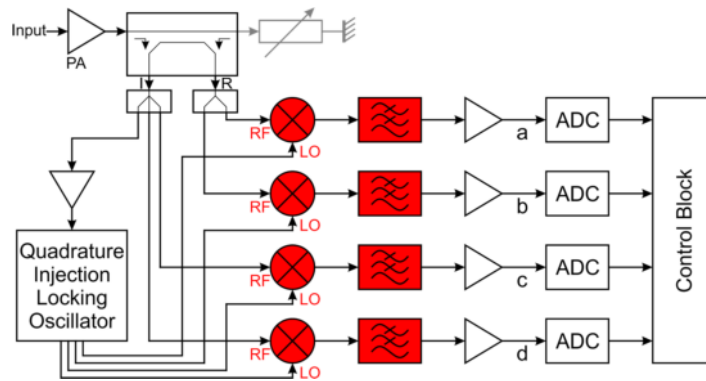 Input
PA
I
R
RF
LO
a
ADC
RF
LO
b
ADC
Quadrature
Injection
Locking
Oscillator
RF
LO
c
ADC
RF
LO
d
ADC
Control Block